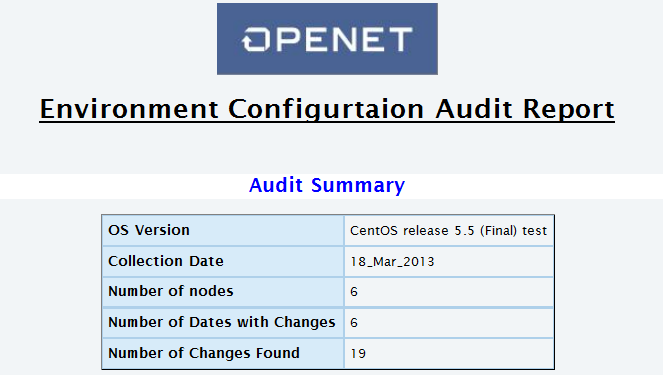 OPENET
Environment Configurtaion Audit Report
Audit Summary
OS Version CentOS release 5.5 (Final) test
Collection Date 18_Mar_2013
Number of nodes 6
Number of Dates with Changes 6
Number of Changes Found 19